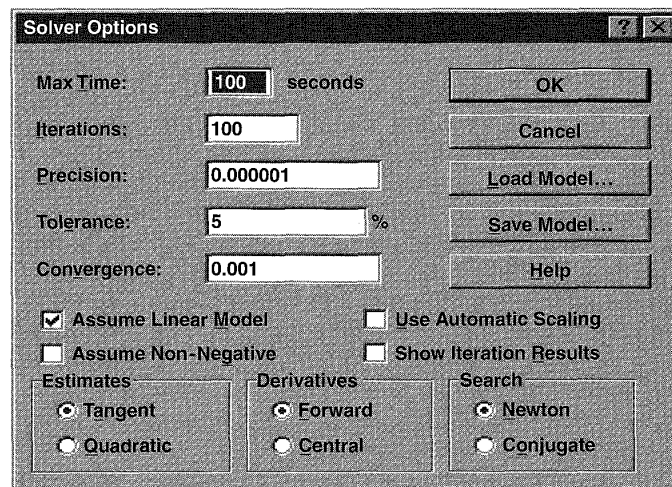 Solver Options ? X
Max Time: 100 seconds OK
Iterations: 100 Cancel
Precision: 0.000001 Load Model...
Tolerance: 5 % Save Model...
Convergence: 0.001 Help
Assume Linear Model Use Automatic Scaling
Assume Non-Negative Show Iteration Results
Estimates Derivatives Search
Tangent Forward Newton
Quadratic Central Conjugate